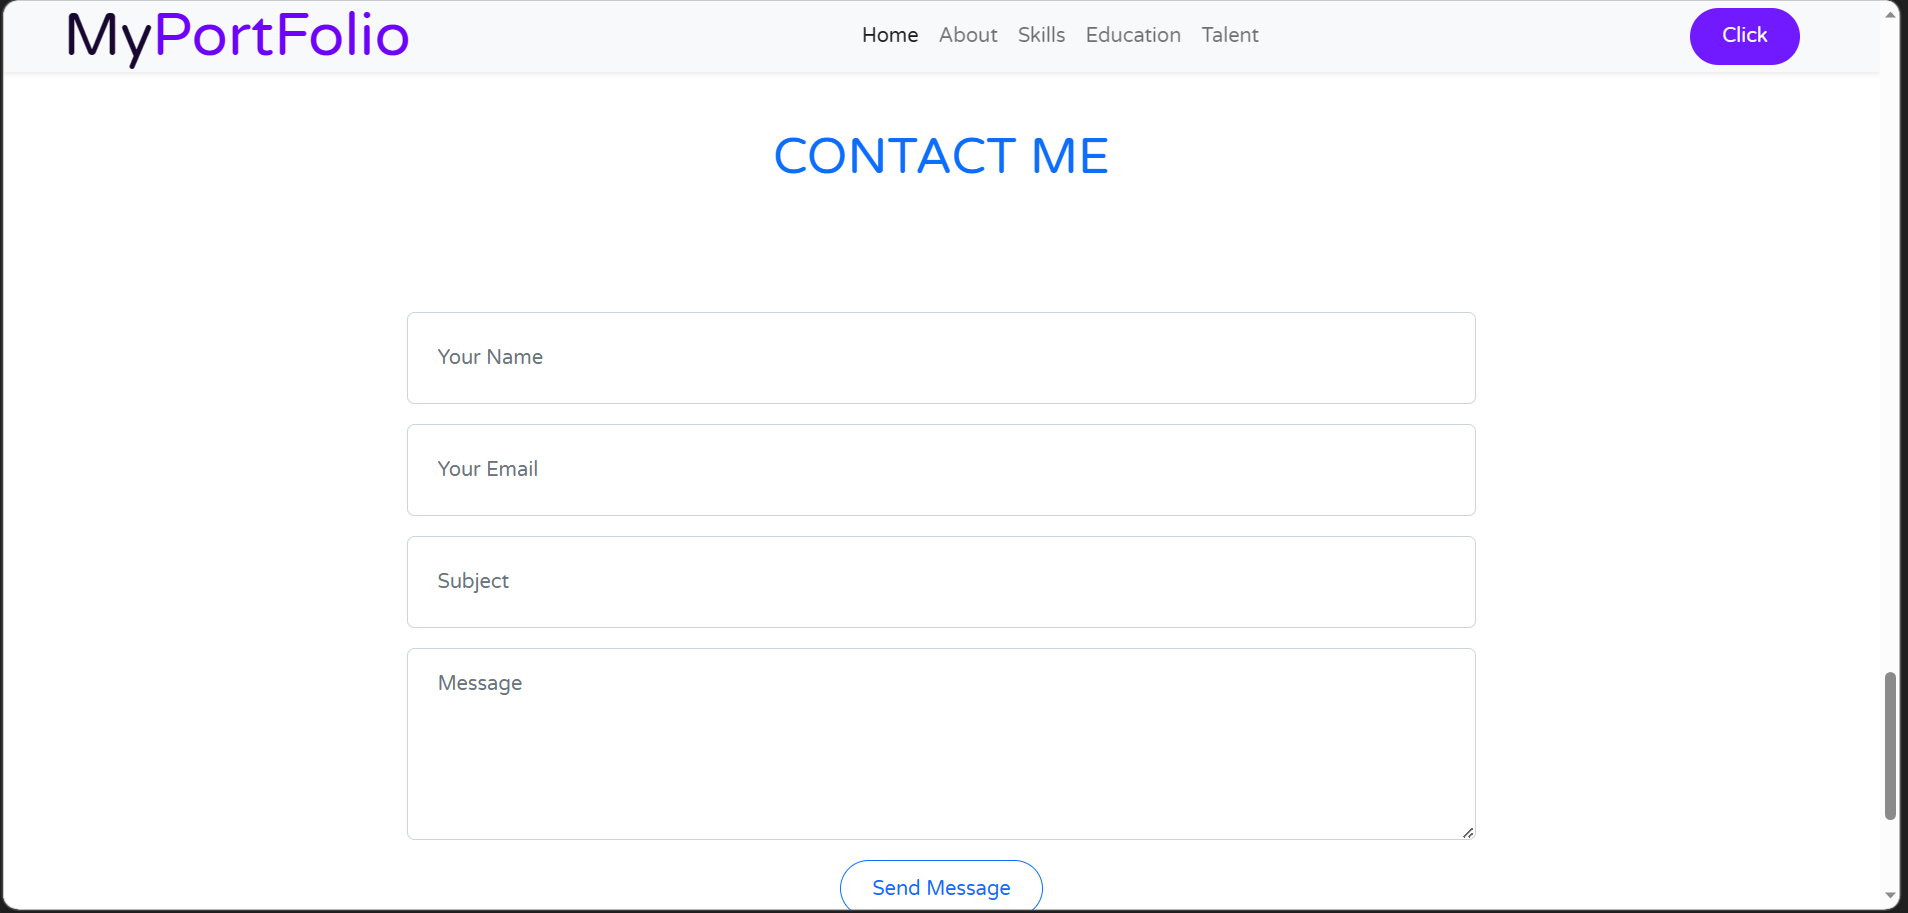 MyPortFolio
Home About Skills Education Talent
Click
CONTACT ME
Your Name
Your Email
Subject
Message
Send Message